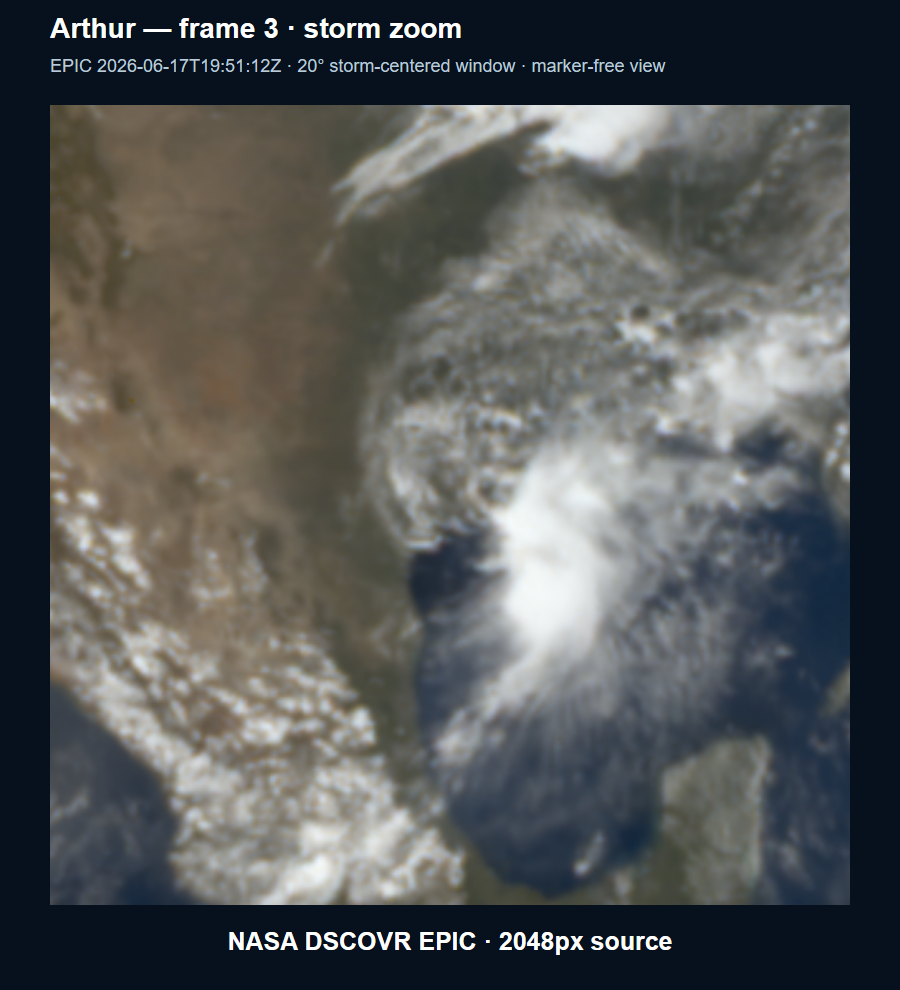 Arthur — frame 3 · storm zoom
EPIC 2026-06-17T19:51:12Z · 20° storm-centered window · marker-free view
NASA DSCOVR EPIC · 2048px source